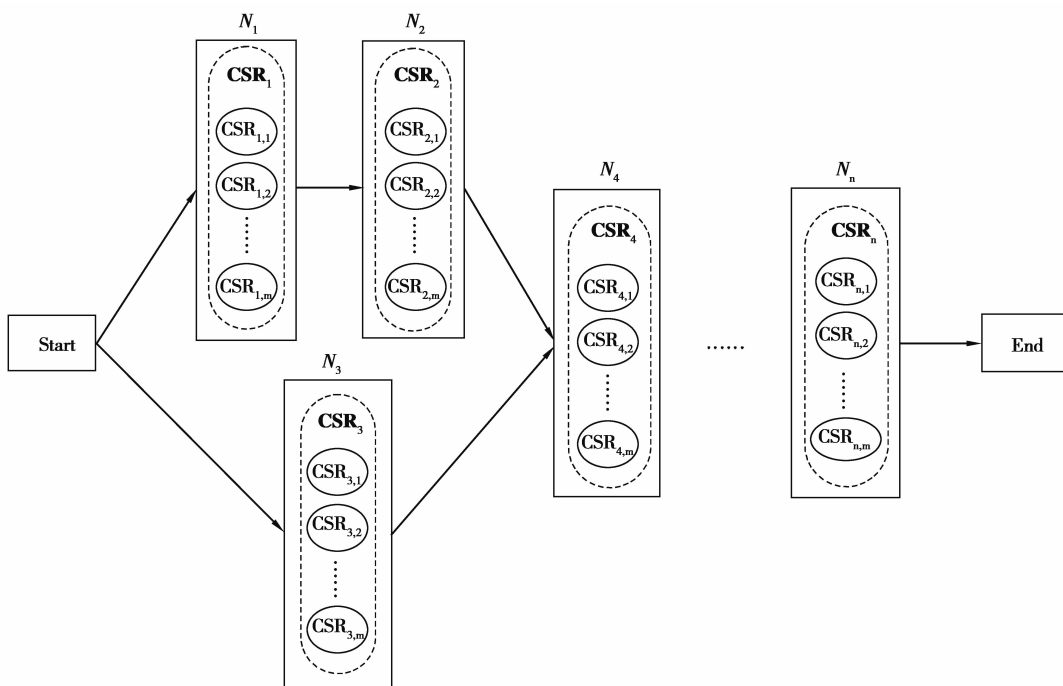 N₁
CSR₁
CSR₁,₁
CSR₁,₂
CSR₁,ₘ
N₂
CSR₂
CSR₂,₁
CSR₂,₂
CSR₂,ₘ
Start
N₃
CSR₃
CSR₃,₁
CSR₃,₂
CSR₃,ₘ
N₄
CSR₄
CSR₄,₁
CSR₄,₂
CSR₄,ₘ
……
Nₙ
CSRₙ
CSRₙ,₁
CSRₙ,₂
CSRₙ,ₘ
End